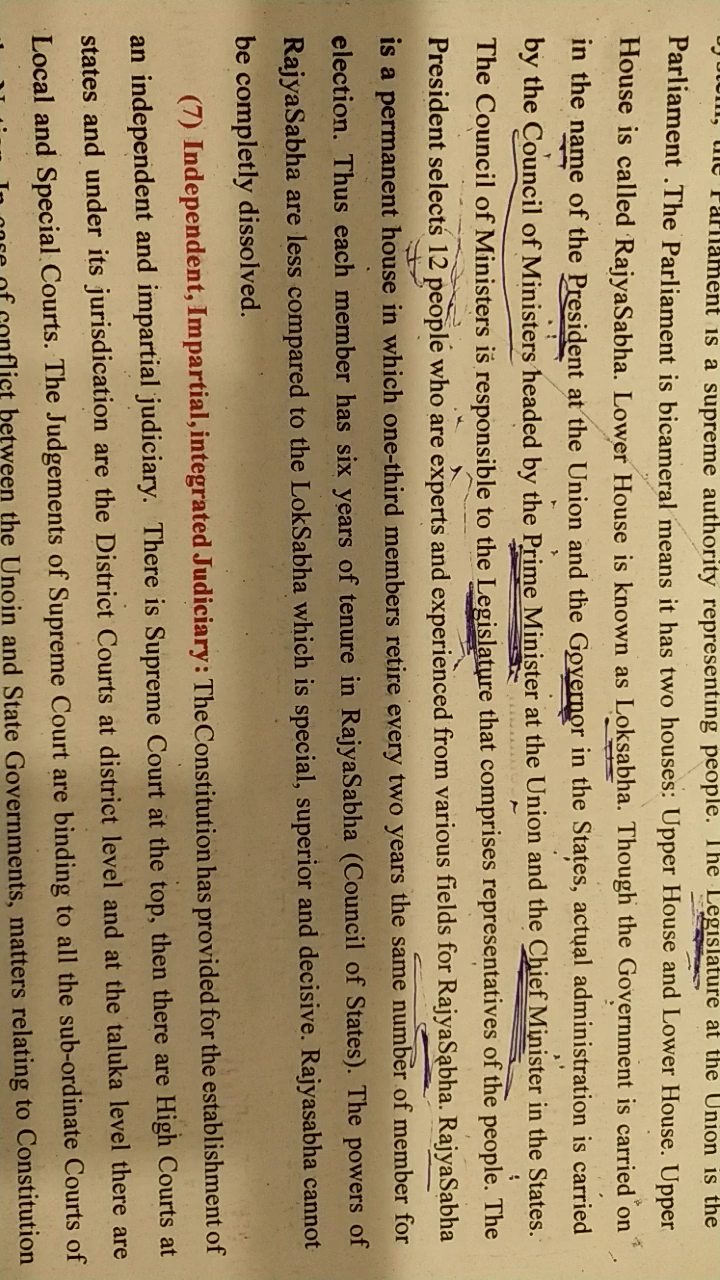 Parliament is a supreme authority representing people. The Legislature at the Union is the
Parliament .The Parliament is bicameral means it has two houses: Upper House and Lower House. Upper
House is called RajyaSabha. Lower House is known as Loksabha. Though the Government is carried on
in the name of the President at the Union and the Governor in the States, actual administration is carried
by the Council of Ministers headed by the Prime Minister at the Union and the Chief Minister in the States.
The Council of Ministers is responsible to the Legislature that comprises representatives of the people. The
President selects 12 people who are experts and experienced from various fields for RajyaSabha. RajyaSabha
is a permanent house in which one-third members retire every two years the same number of member for
election. Thus each member has six years of tenure in RajyaSabha (Council of States). The powers of
RajyaSabha are less compared to the LokSabha which is special, superior and decisive. Rajyasabha cannot
be completely dissolved.
(7) Independent, Impartial, integrated Judiciary: The Constitution has provided for the establishment of
an independent and impartial judiciary. There is Supreme Court at the top, then there are High Courts at
states and under its jurisdication are the District Courts at district level and at the taluka level there are
Local and Special Courts. The Judgements of Supreme Court are binding to all the sub-ordinate Courts of
In case of conflict between the Unoin and State Governments, matters relating to Constitution